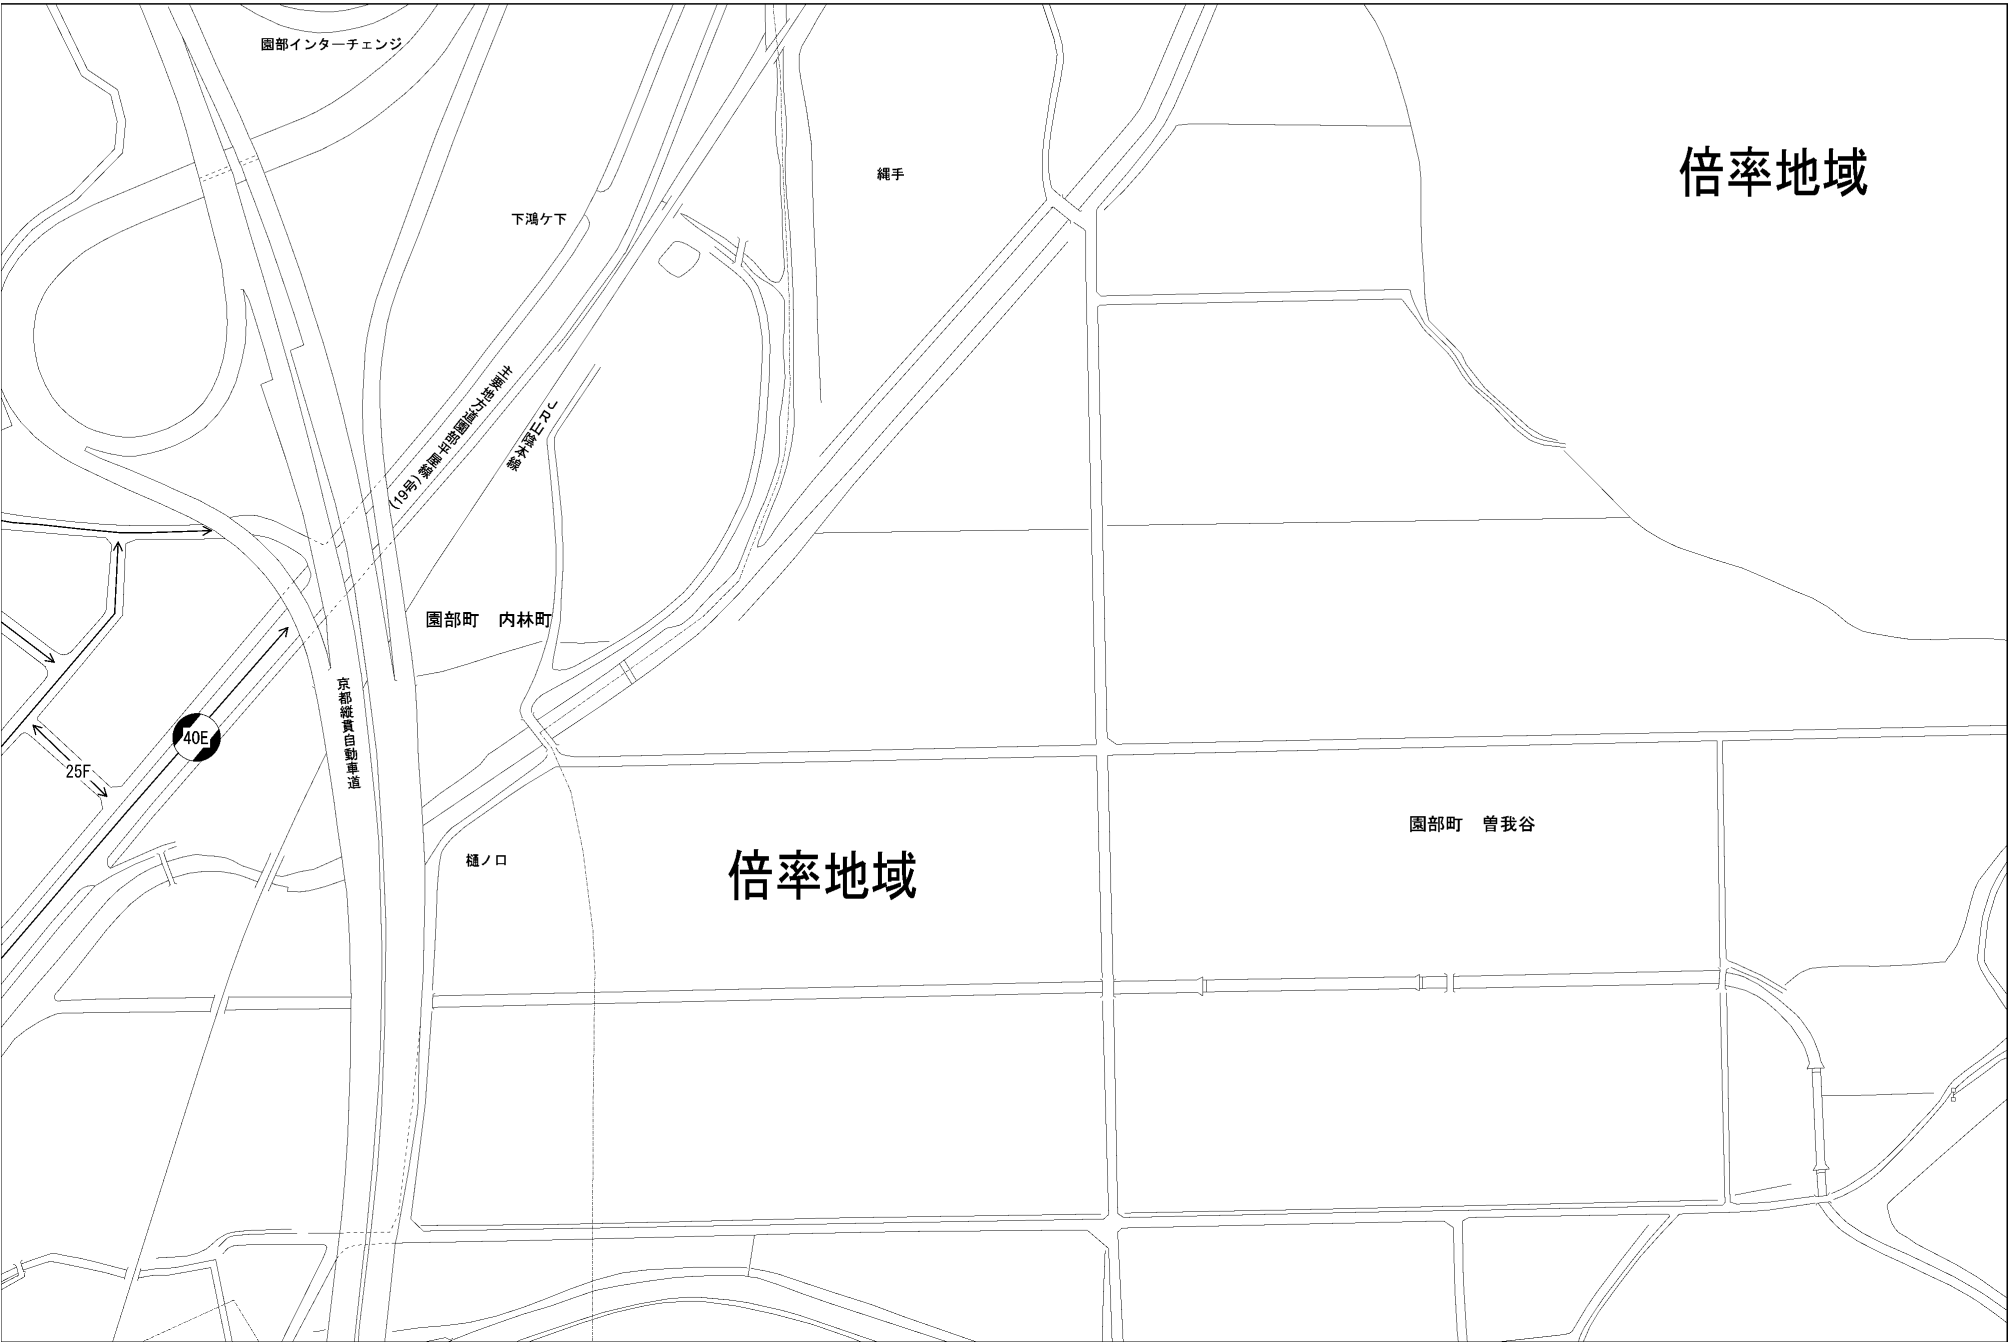 園部インターチェンジ
倍率地域
縄手
下鴻ケ下
主要地方道園部平屋線
(19号)
JR山陰本線
園部町 内林町
京都縦貫自動車道
40E
25F
園部町 曽我谷
樋ノ口
倍率地域